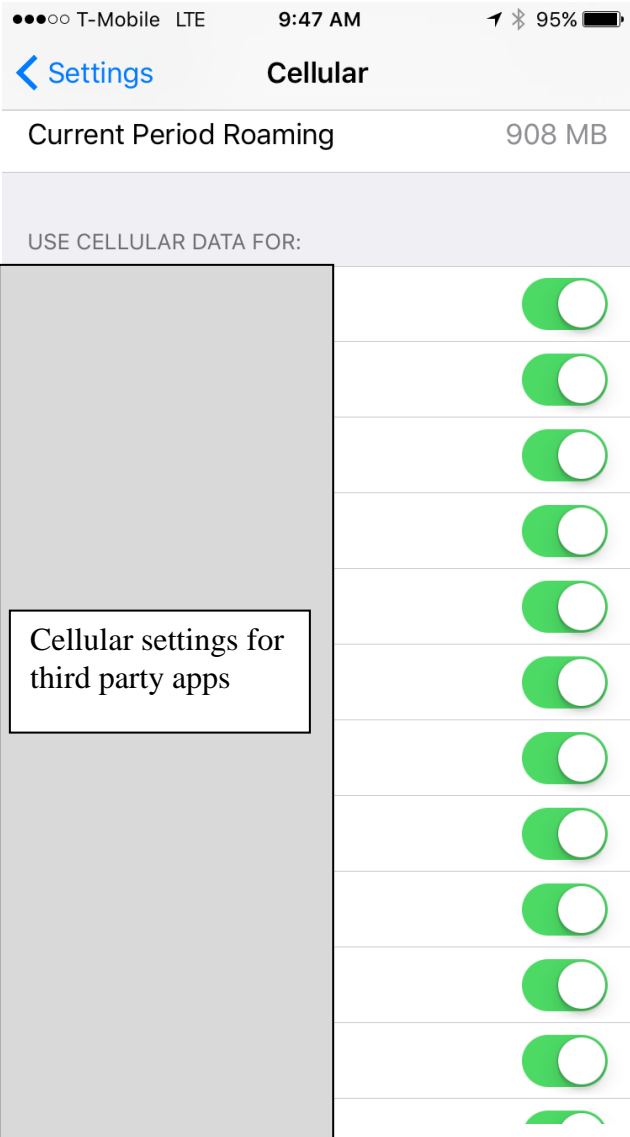 T-Mobile LTE 9:47 AM 95%
Settings Cellular
Current Period Roaming 908 MB
USE CELLULAR DATA FOR:
Cellular settings for
third party apps